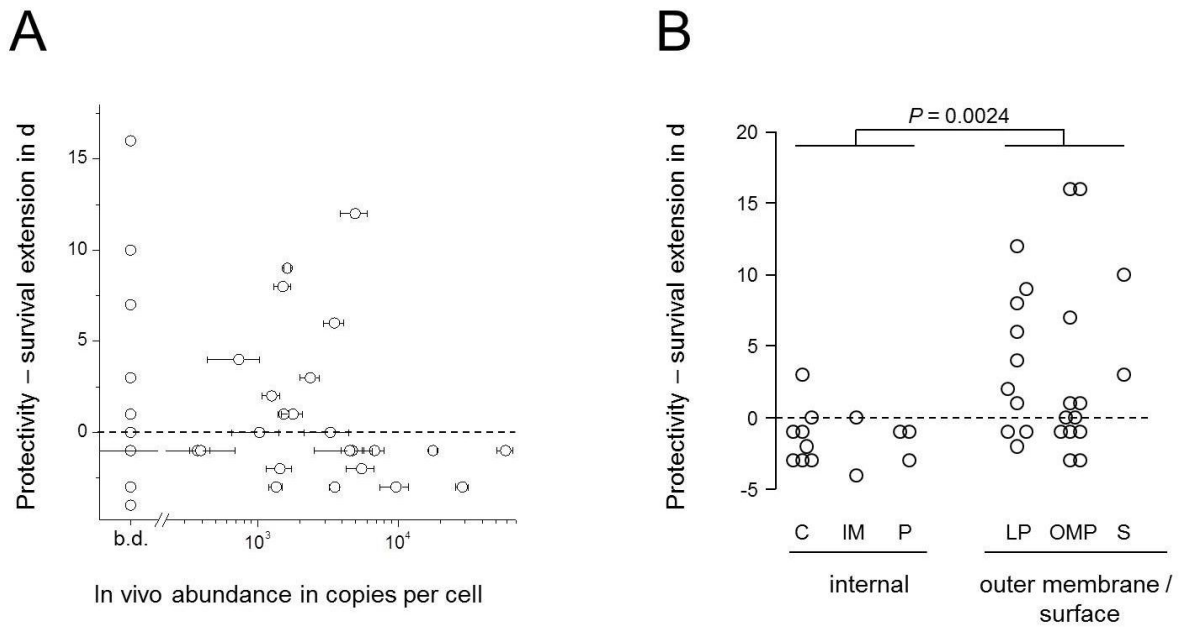 A
B
Protectivity – survival extension in d
15
10
5
0
b.d.
10³
10⁴
In vivo abundance in copies per cell
Protectivity – survival extension in d
P = 0.0024
20
15
10
5
0
-5
C IM P LP OMP S
internal
outer membrane /
surface